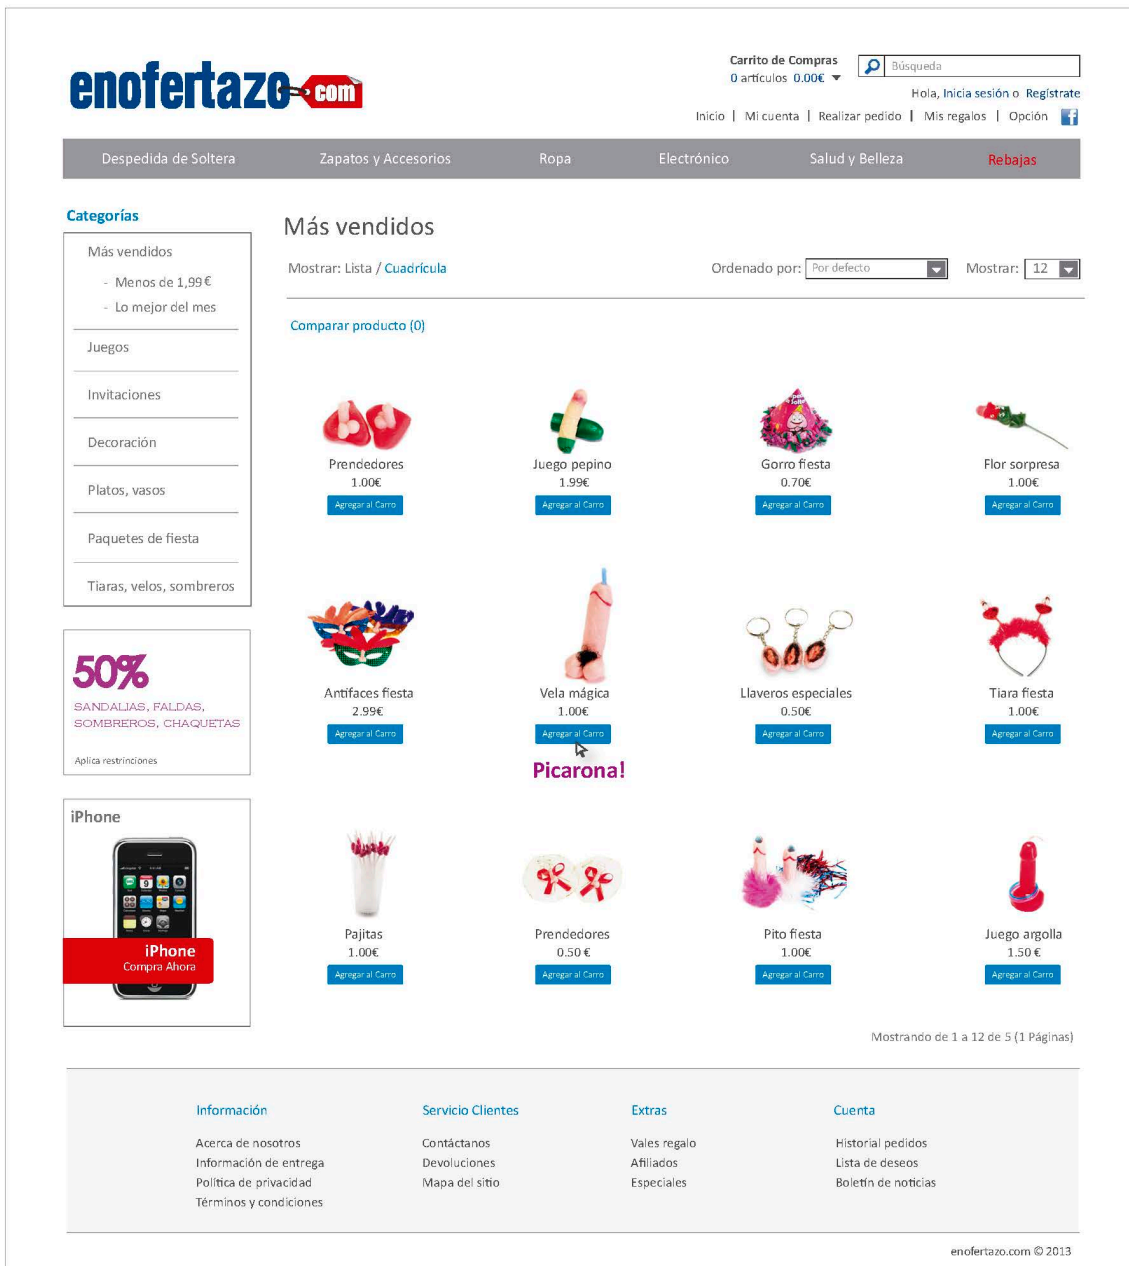 enofertazo.com
Carrito de Compras
0 artículos 0.00€
Búsqueda
Hola, Inicia sesión o Regístrate
Inicio | Mi cuenta | Realizar pedido | Mis regalos | Opción f
Despedida de Soltera Zapatos y Accesorios Ropa Electrónico Salud y Belleza Rebajas
Categorías
Más vendidos
- Menos de 1,99€
- Lo mejor del mes
Juegos
Invitaciones
Decoración
Platos, vasos
Paquetes de fiesta
Tiaras, velos, sombreros
50%
SANDALIAS, FALDAS,
SOMBREROS, CHAQUETAS
Aplica restrinciones
iPhone
iPhone
Compra Ahora
Más vendidos
Mostrar: Lista / Cuadrícula
Ordenado por: Por defecto Mostrar: 12
Comparar producto (0)
Prendedores Juego pepino Gorro fiesta Flor sorpresa
1.00€ 1.99€ 0.70€ 1.00€
Agregar al Carro Agregar al Carro Agregar al Carro Agregar al Carro
Antifaces fiesta Vela mágica Llaveros especiales Tiara fiesta
2.99€ 1.00€ 0.50€ 1.00€
Agregar al Carro Agregar al Carro Agregar al Carro Agregar al Carro
Picarona!
Pajitas Prendedores Pito fiesta Juego argolla
1.00€ 0.50 € 1.00€ 1.50 €
Agregar al Carro Agregar al Carro Agregar al Carro Agregar al Carro
Mostrando de 1 a 12 de 5 (1 Páginas)
Información Servicio Clientes Extras Cuenta
Acerca de nosotros Contáctanos Vales regalo Historial pedidos
Información de entrega Devoluciones Afiliados Lista de deseos
Política de privacidad Mapa del sitio Especiales Boletín de noticias
Términos y condiciones
enofertazo.com © 2013